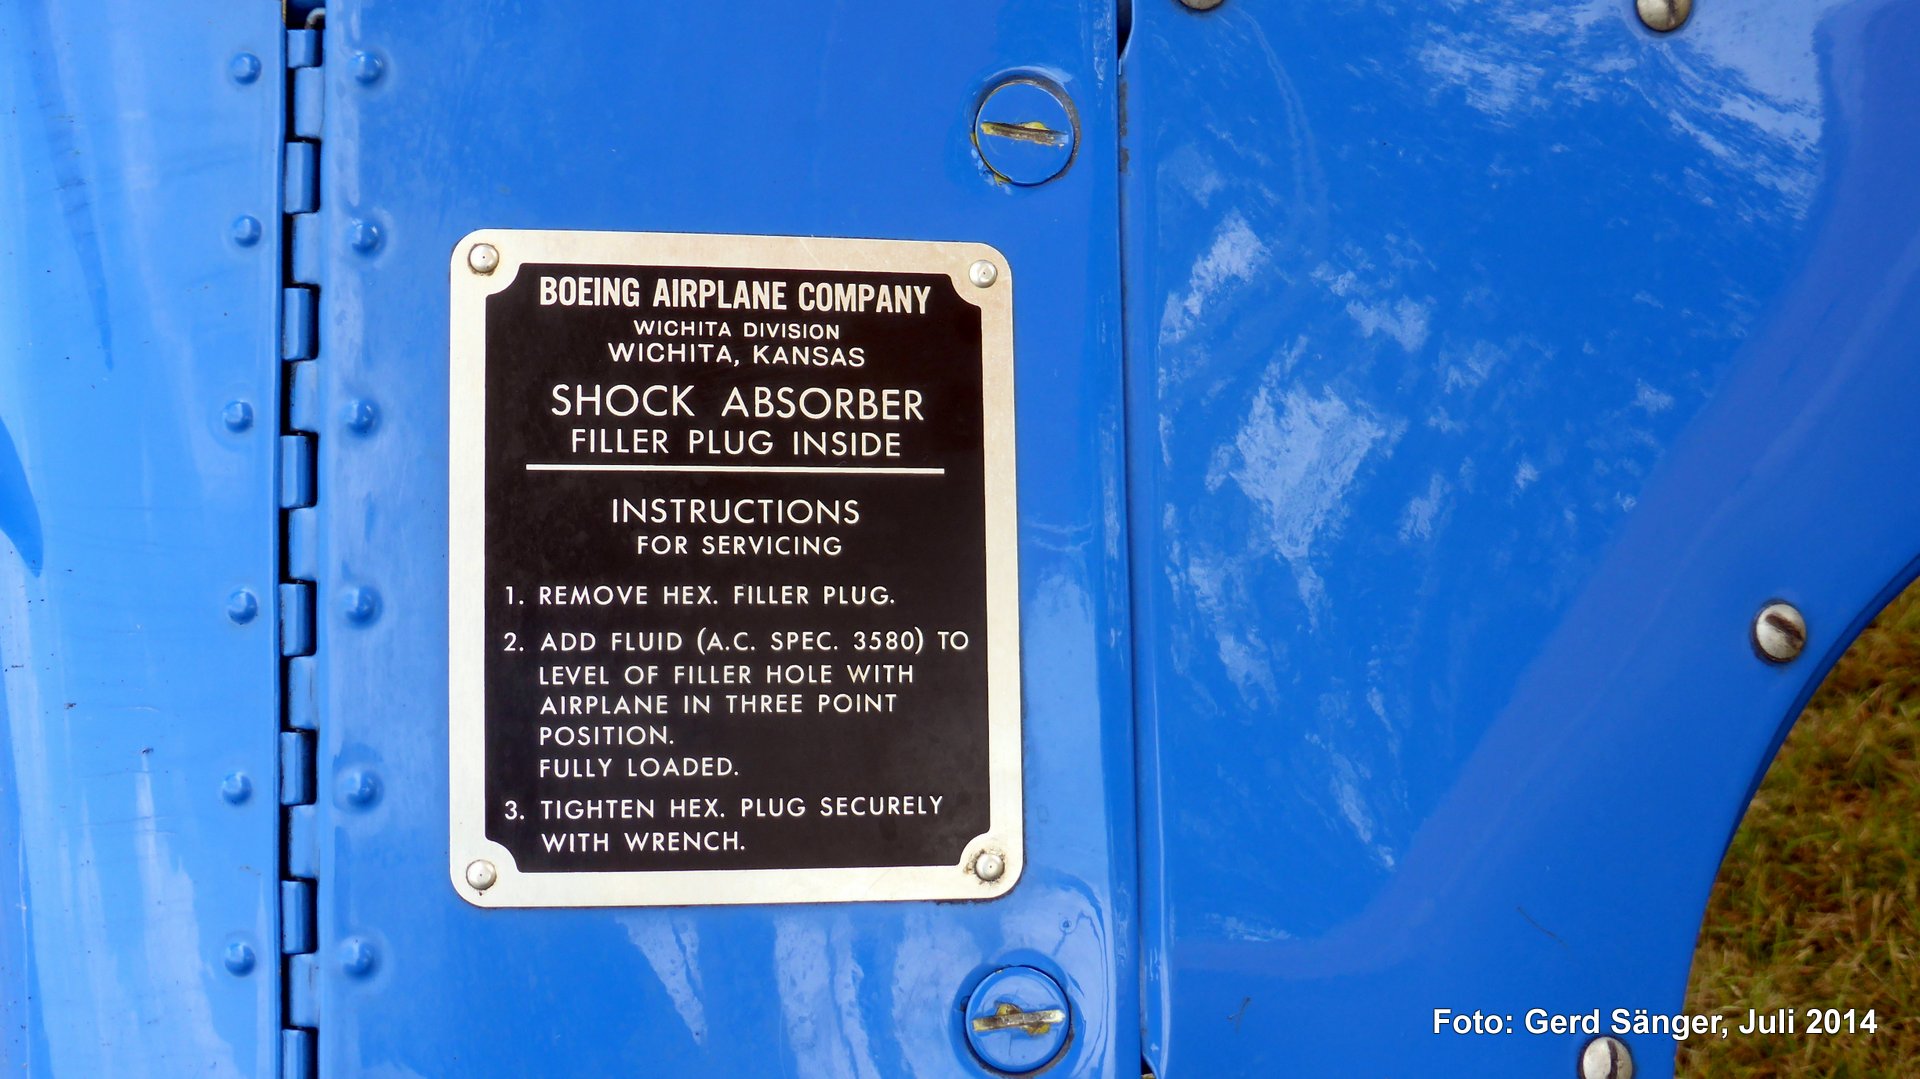 BOEING AIRPLANE COMPANY
WICHITA DIVISION
WICHITA, KANSAS
SHOCK ABSORBER
FILLER PLUG INSIDE
INSTRUCTIONS
FOR SERVICING
1. REMOVE HEX. FILLER PLUG.
2. ADD FLUID (A.C. SPEC. 3580) TO
LEVEL OF FILLER HOLE WITH
AIRPLANE IN THREE POINT
POSITION.
FULLY LOADED.
3. TIGHTEN HEX. PLUG SECURELY
WITH WRENCH.
Foto: Gerd Sänger, Juli 2014